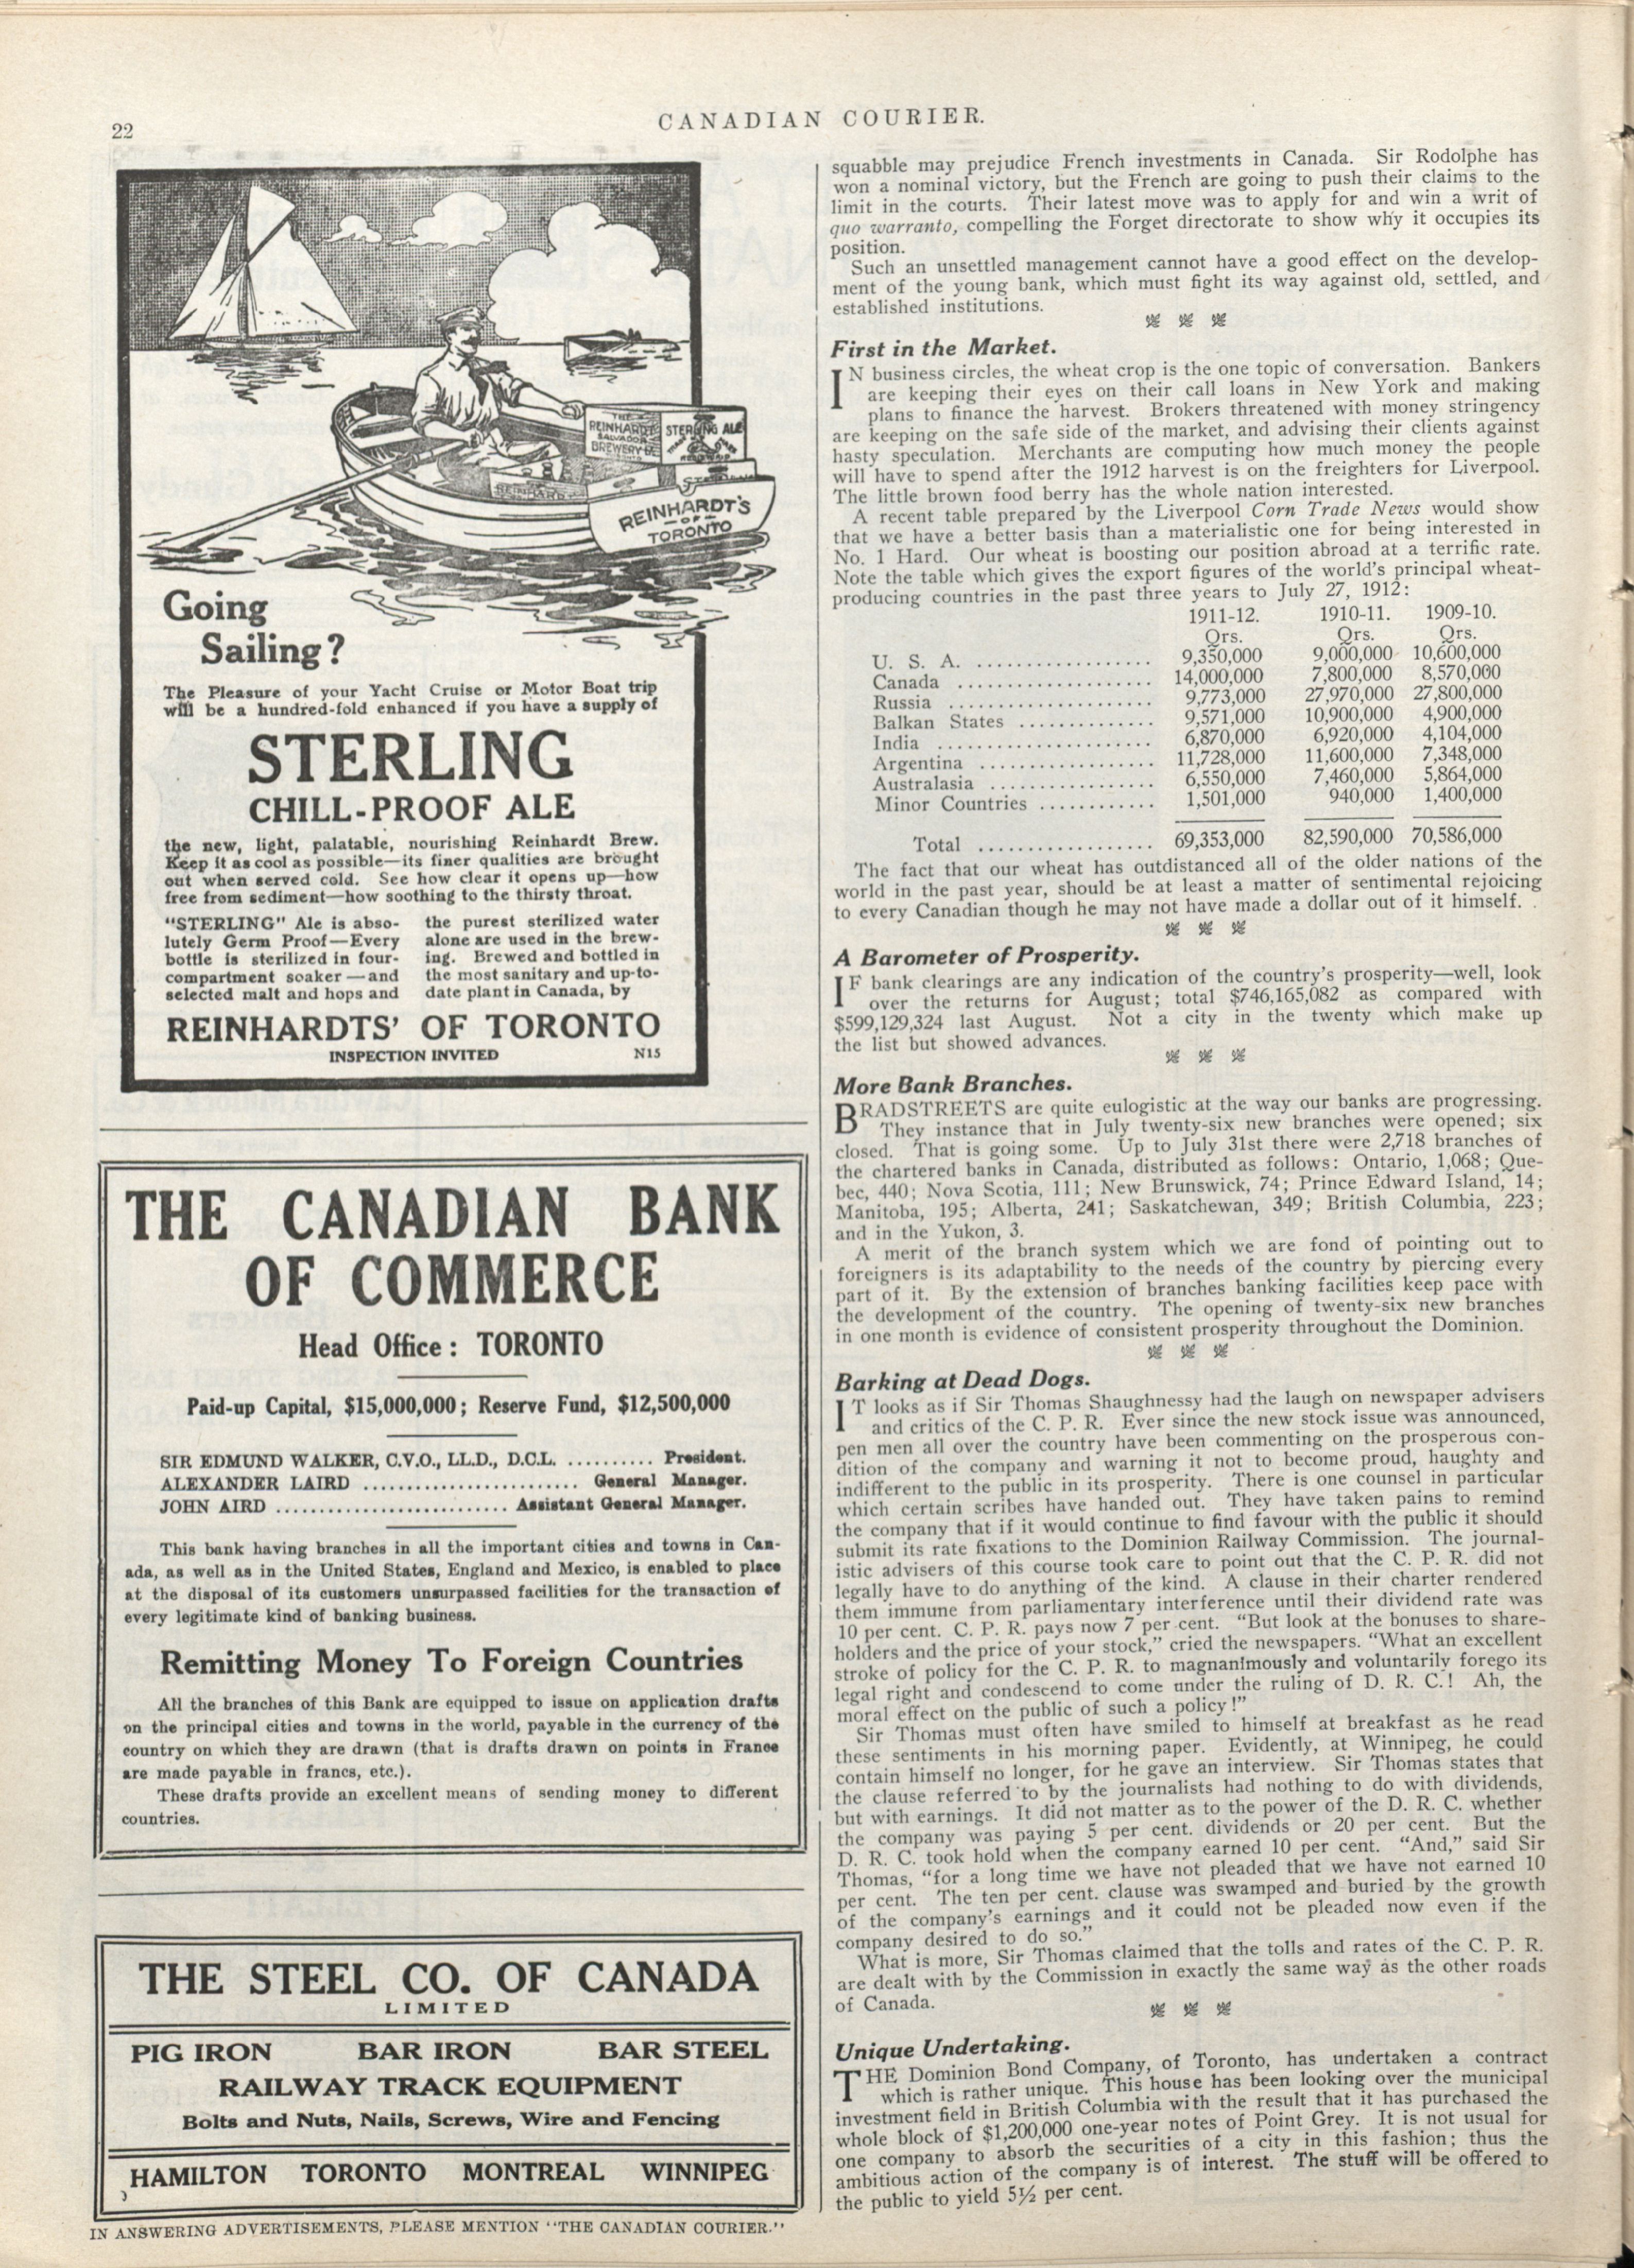 22
CANADIAN COURIER.
THE
REINHARDT
SALVADOR
BREWERY
STERLING ALE
REINHARDT'S
OF
TORONTO
Going
Sailing?
The Pleasure of your Yacht Cruise or Motor Boat trip
will be a hundred-fold enhanced if you have a supply of
STERLING
CHILL-PROOF ALE
the new, light, palatable, nourishing Reinhardt Brew.
Keep it as cool as possible—its finer qualities are brought
out when served cold. See how clear it opens up—how
free from sediment—how soothing to the thirsty throat.
"STERLING" Ale is abso-
lutely Germ Proof—Every
bottle is sterilized in four-
compartment soaker—and
selected malt and hops and
the purest sterilized water
alone are used in the brew-
ing. Brewed and bottled in
the most sanitary and up-to-
date plant in Canada, by
REINHARDTS' OF TORONTO
INSPECTION INVITED N15
THE CANADIAN BANK
OF COMMERCE
Head Office: TORONTO
Paid-up Capital, $15,000,000; Reserve Fund, $12,500,000
SIR EDMUND WALKER, C.V.O., LL.D., D.C.L. .......... President.
ALEXANDER LAIRD ........................ General Manager.
JOHN AIRD .......................... Assistant General Manager.
This bank having branches in all the important cities and towns in Can-
ada, as well as in the United States, England and Mexico, is enabled to place
at the disposal of its customers unsurpassed facilities for the transaction of
every legitimate kind of banking business.
Remitting Money To Foreign Countries
All the branches of this Bank are equipped to issue on application drafts
on the principal cities and towns in the world, payable in the currency of the
country on which they are drawn (that is drafts drawn on points in France
are made payable in francs, etc.).
These drafts provide an excellent means of sending money to different
countries.
THE STEEL CO. OF CANADA
LIMITED
PIG IRON BAR IRON BAR STEEL
RAILWAY TRACK EQUIPMENT
Bolts and Nuts, Nails, Screws, Wire and Fencing
HAMILTON TORONTO MONTREAL WINNIPEG
IN ANSWERING ADVERTISEMENTS, PLEASE MENTION "THE CANADIAN COURIER."
squabble may prejudice French investments in Canada. Sir Rodolphe has
won a nominal victory, but the French are going to push their claims to the
limit in the courts. Their latest move was to apply for and win a writ of
quo warranto, compelling the Forget directorate to show why it occupies its
position.
Such an unsettled management cannot have a good effect on the develop-
ment of the young bank, which must fight its way against old, settled, and
established institutions.
First in the Market.
IN business circles, the wheat crop is the one topic of conversation. Bankers
are keeping their eyes on their call loans in New York and making
plans to finance the harvest. Brokers threatened with money stringency
are keeping on the safe side of the market, and advising their clients against
hasty speculation. Merchants are computing how much money the people
will have to spend after the 1912 harvest is on the freighters for Liverpool.
The little brown food berry has the whole nation interested.
A recent table prepared by the Liverpool Corn Trade News would show
that we have a better basis than a materialistic one for being interested in
No. 1 Hard. Our wheat is boosting our position abroad at a terrific rate.
Note the table which gives the export figures of the world's principal wheat-
producing countries in the past three years to July 27, 1912:
1911-12. 1910-11. 1909-10.
Qrs. Qrs. Qrs.
U. S. A. .................. 9,350,000 9,000,000 10,600,000
Canada .................... 14,000,000 7,800,000 8,570,000
Russia ..................... 9,773,000 27,970,000 27,800,000
Balkan States .............. 9,571,000 10,900,000 4,900,000
India ...................... 6,870,000 6,920,000 4,104,000
Argentina .................. 11,728,000 11,600,000 7,348,000
Australasia ................. 6,550,000 7,460,000 5,864,000
Minor Countries ............ 1,501,000 940,000 1,400,000
Total .................. 69,353,000 82,590,000 70,586,000
The fact that our wheat has outdistanced all of the older nations of the
world in the past year, should be at least a matter of sentimental rejoicing
to every Canadian though he may not have made a dollar out of it himself.
A Barometer of Prosperity.
IF bank clearings are any indication of the country's prosperity—well, look
over the returns for August; total $746,165,082 as compared with
$599,129,324 last August. Not a city in the twenty which make up
the list but showed advances.
More Bank Branches.
BRADSTREETS are quite eulogistic at the way our banks are progressing.
They instance that in July twenty-six new branches were opened; six
closed. That is going some. Up to July 31st there were 2,718 branches of
the chartered banks in Canada, distributed as follows: Ontario, 1,068; Que-
bec, 440; Nova Scotia, 111; New Brunswick, 74; Prince Edward Island, 14;
Manitoba, 195; Alberta, 241; Saskatchewan, 349; British Columbia, 223;
and in the Yukon, 3.
A merit of the branch system which we are fond of pointing out to
foreigners is its adaptability to the needs of the country by piercing every
part of it. By the extension of branches banking facilities keep pace with
the development of the country. The opening of twenty-six new branches
in one month is evidence of consistent prosperity throughout the Dominion.
Barking at Dead Dogs.
IT looks as if Sir Thomas Shaughnessy had the laugh on newspaper advisers
and critics of the C. P. R. Ever since the new stock issue was announced,
pen men all over the country have been commenting on the prosperous con-
dition of the company and warning it not to become proud, haughty and
indifferent to the public in its prosperity. There is one counsel in particular
which certain scribes have handed out. They have taken pains to remind
the company that if it would continue to find favour with the public it should
submit its rate fixations to the Dominion Railway Commission. The journal-
istic advisers of this course took care to point out that the C. P. R. did not
legally have to do anything of the kind. A clause in their charter rendered
them immune from parliamentary interference until their dividend rate was
10 per cent. C. P. R. pays now 7 per cent. "But look at the bonuses to share-
holders and the price of your stock," cried the newspapers. "What an excellent
stroke of policy for the C. P. R. to magnanimously and voluntarily forego its
legal right and condescend to come under the ruling of D. R. C.! Ah, the
moral effect on the public of such a policy!"
Sir Thomas must often have smiled to himself at breakfast as he read
these sentiments in his morning paper. Evidently, at Winnipeg, he could
contain himself no longer, for he gave an interview. Sir Thomas states that
the clause referred to by the journalists had nothing to do with dividends,
but with earnings. It did not matter as to the power of the D. R. C. whether
the company was paying 5 per cent. dividends or 20 per cent. But the
D. R. C. took hold when the company earned 10 per cent. "And," said Sir
Thomas, "for a long time we have not pleaded that we have not earned 10
per cent. The ten per cent. clause was swamped and buried by the growth
of the company's earnings and it could not be pleaded now even if the
company desired to do so."
What is more, Sir Thomas claimed that the tolls and rates of the C. P. R.
are dealt with by the Commission in exactly the same way as the other roads
of Canada.
Unique Undertaking.
THE Dominion Bond Company, of Toronto, has undertaken a contract
which is rather unique. This house has been looking over the municipal
investment field in British Columbia with the result that it has purchased the
whole block of $1,200,000 one-year notes of Point Grey. It is not usual for
one company to absorb the securities of a city in this fashion; thus the
ambitious action of the company is of interest. The stuff will be offered to
the public to yield 5½ per cent.